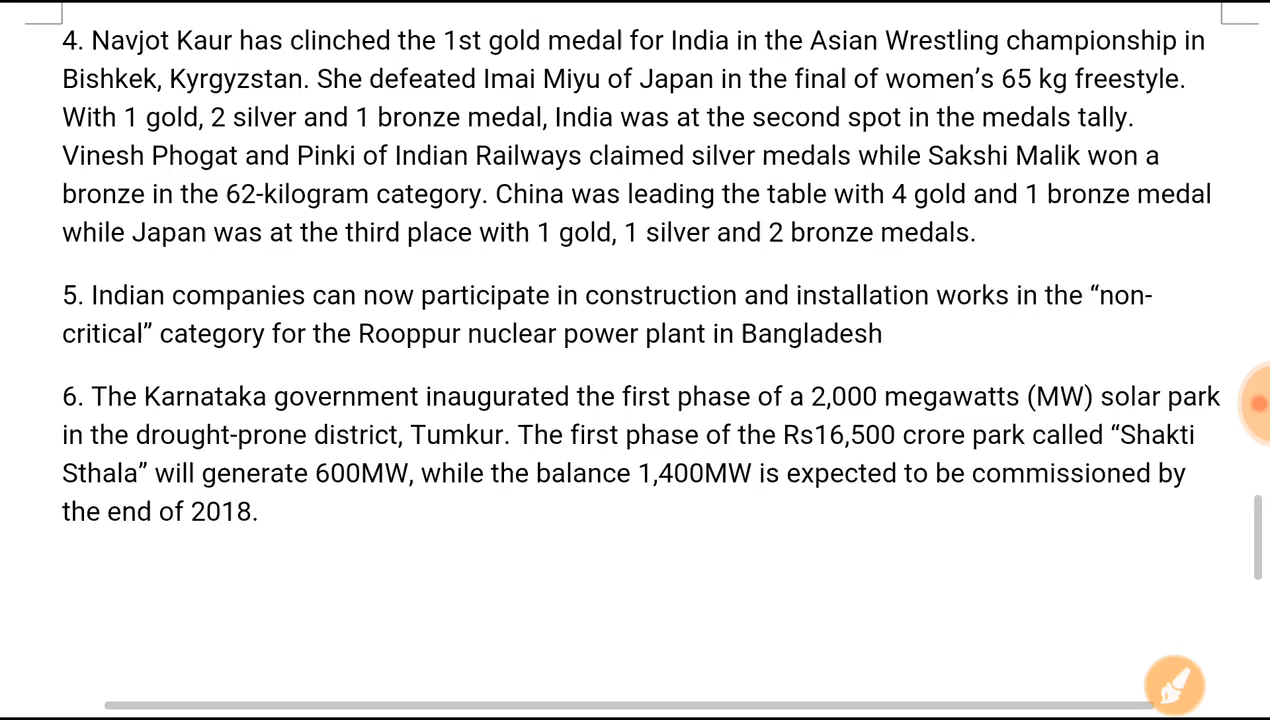 4. Navjot Kaur has clinched the 1st gold medal for India in the Asian Wrestling championship in
Bishkek, Kyrgyzstan. She defeated Imai Miyu of Japan in the final of women’s 65 kg freestyle.
With 1 gold, 2 silver and 1 bronze medal, India was at the second spot in the medals tally.
Vinesh Phogat and Pinki of Indian Railways claimed silver medals while Sakshi Malik won a
bronze in the 62-kilogram category. China was leading the table with 4 gold and 1 bronze medal
while Japan was at the third place with 1 gold, 1 silver and 2 bronze medals.
5. Indian companies can now participate in construction and installation works in the “non-
critical” category for the Rooppur nuclear power plant in Bangladesh
6. The Karnataka government inaugurated the first phase of a 2,000 megawatts (MW) solar park
in the drought-prone district, Tumkur. The first phase of the Rs16,500 crore park called “Shakti
Sthala” will generate 600MW, while the balance 1,400MW is expected to be commissioned by
the end of 2018.